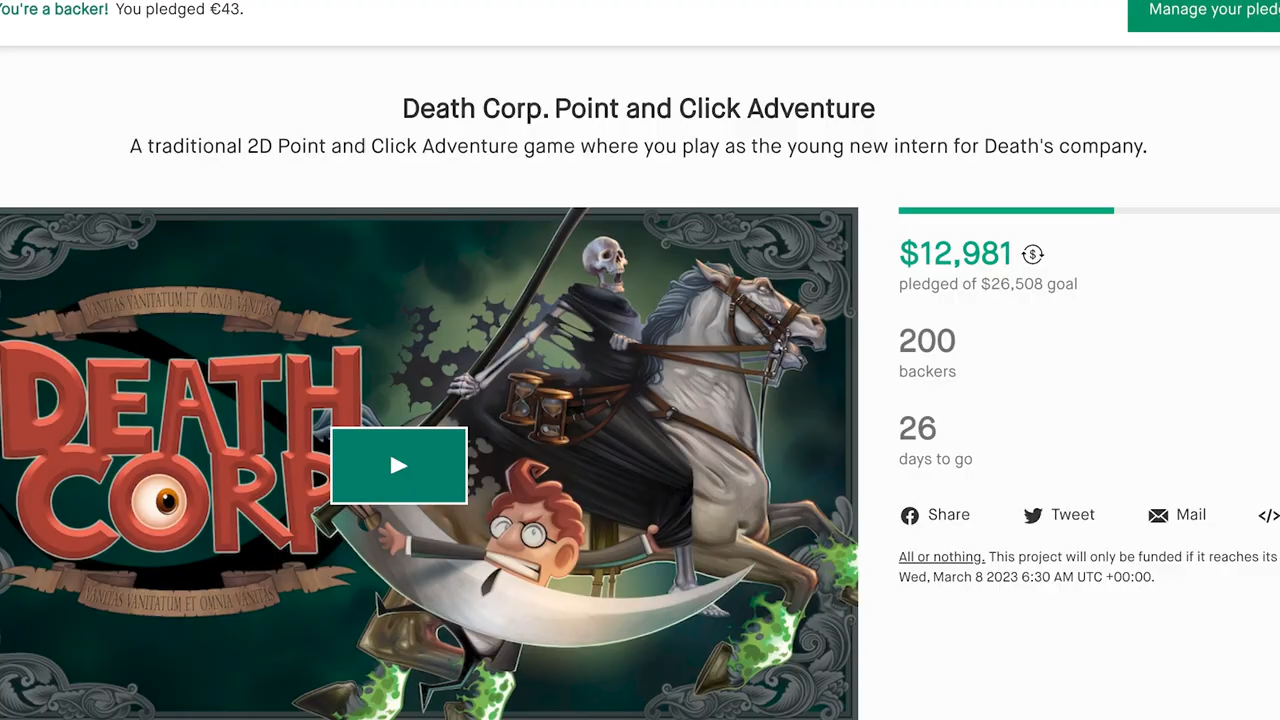 You're a backer! You pledged €43.
Manage your pled
Death Corp. Point and Click Adventure
A traditional 2D Point and Click Adventure game where you play as the young new intern for Death's company.
VANITAS VANITATUM ET OMNIA VANITAS
DEATH
CORP
VANITAS VANITATUM ET OMNIA VANITAS
$12,981
pledged of $26,508 goal
200
backers
26
days to go
Share Tweet Mail </>
All or nothing. This project will only be funded if it reaches its
Wed, March 8 2023 6:30 AM UTC +00:00.